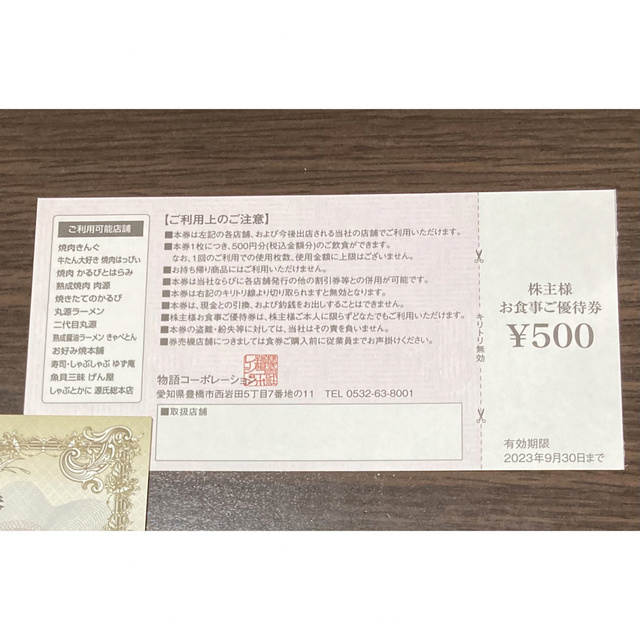 ご利用可能店舗
焼肉きんぐ
牛たん大好き 焼肉はっぴぃ
焼肉 かるびとはらみ
熟成焼肉 肉源
焼きたてのかるび
丸源ラーメン
二代目丸源
熟成醤油ラーメン きゃべとん
お好み焼本舗
寿司・しゃぶしゃぶ ゆず庵
魚貝三昧 げん屋
しゃぶとかに 源氏総本店
【ご利用上のご注意】
■本券は左記の各店舗、および今後出店される当社の店舗でご利用いただけます。
■本券1枚につき、500円分(税込金額分)のご飲食ができます。
なお、1回のご利用での使用枚数、使用金額に上限はございません。
■お持ち帰り商品にはご利用いただけません。
■本券は当社ならびに各店舗発行の他の割引券等との併用が可能です。
■本券は右記のキリトリ線より切り取られますと無効となります。
■本券は、現金との引換、および釣銭をお出しすることはできません。
■株主様お食事ご優待券は、株主様ご本人に限らずどなたでもご利用いただけます。
■本券の盗難・紛失等に対しては、当社はその責を負いません。
■券売機店舗につきましては食券ご購入前に従業員までお声掛けください。
物語コーポレーション
愛知県豊橋市西岩田5丁目7番地の11 TEL 0532-63-8001
■取扱店舗
キリトリ無効
株主様
お食事ご優待券
¥500
有効期限
2023年9月30日まで